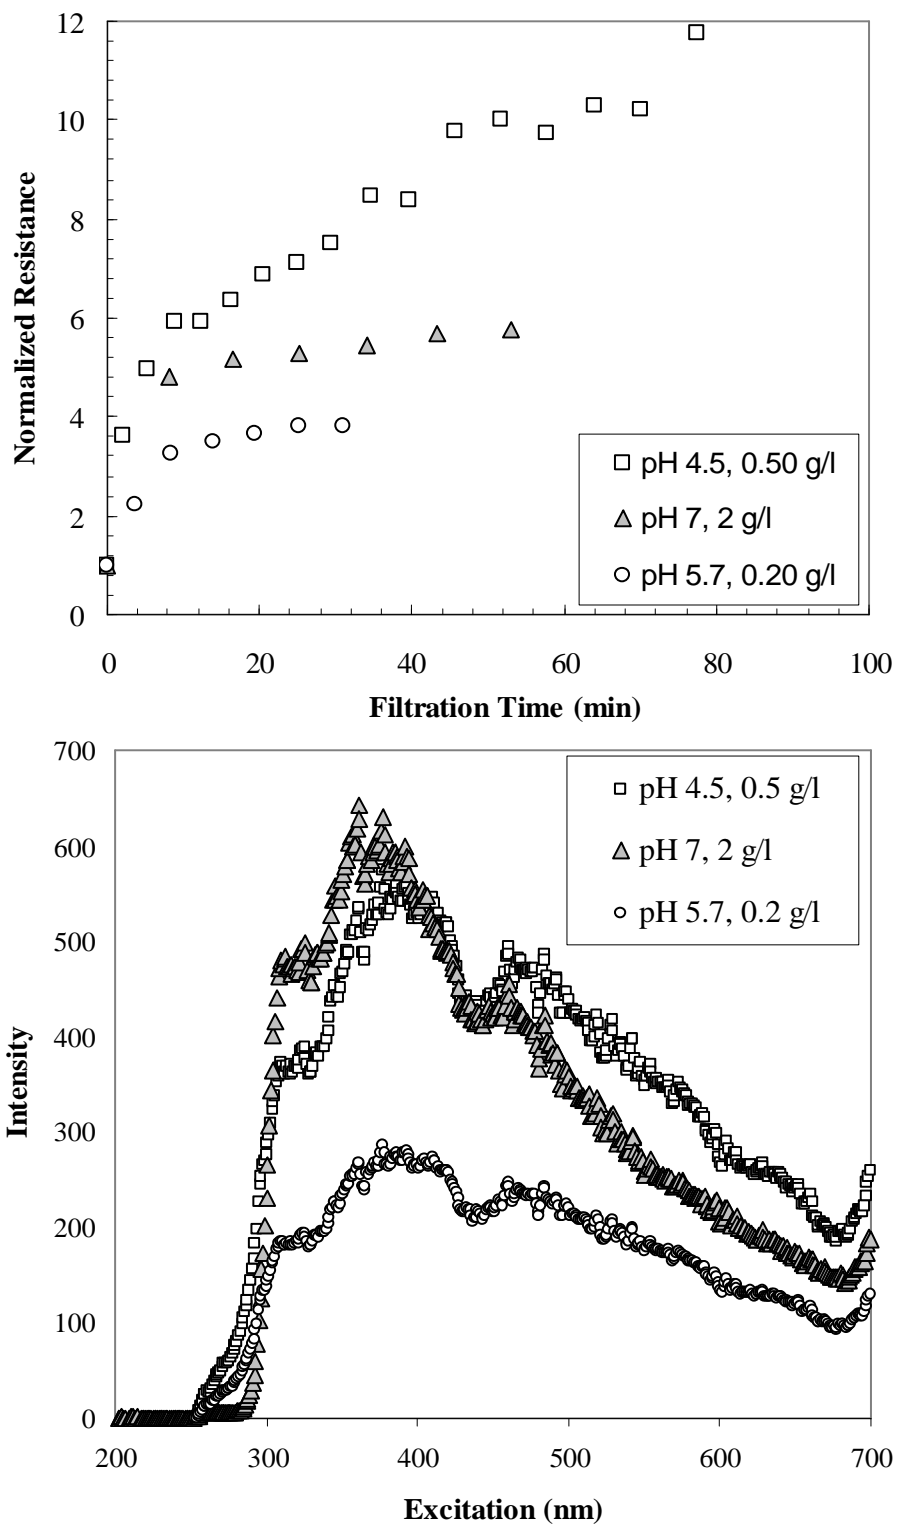 12
10
8
6
4
2
0
Normalized Resistance
pH 4.5, 0.50 g/l
pH 7, 2 g/l
pH 5.7, 0.20 g/l
0 20 40 60 80 100
Filtration Time (min)
700
600
500
400
300
200
100
0
Intensity
pH 4.5, 0.5 g/l
pH 7, 2 g/l
pH 5.7, 0.2 g/l
200 300 400 500 600 700
Excitation (nm)